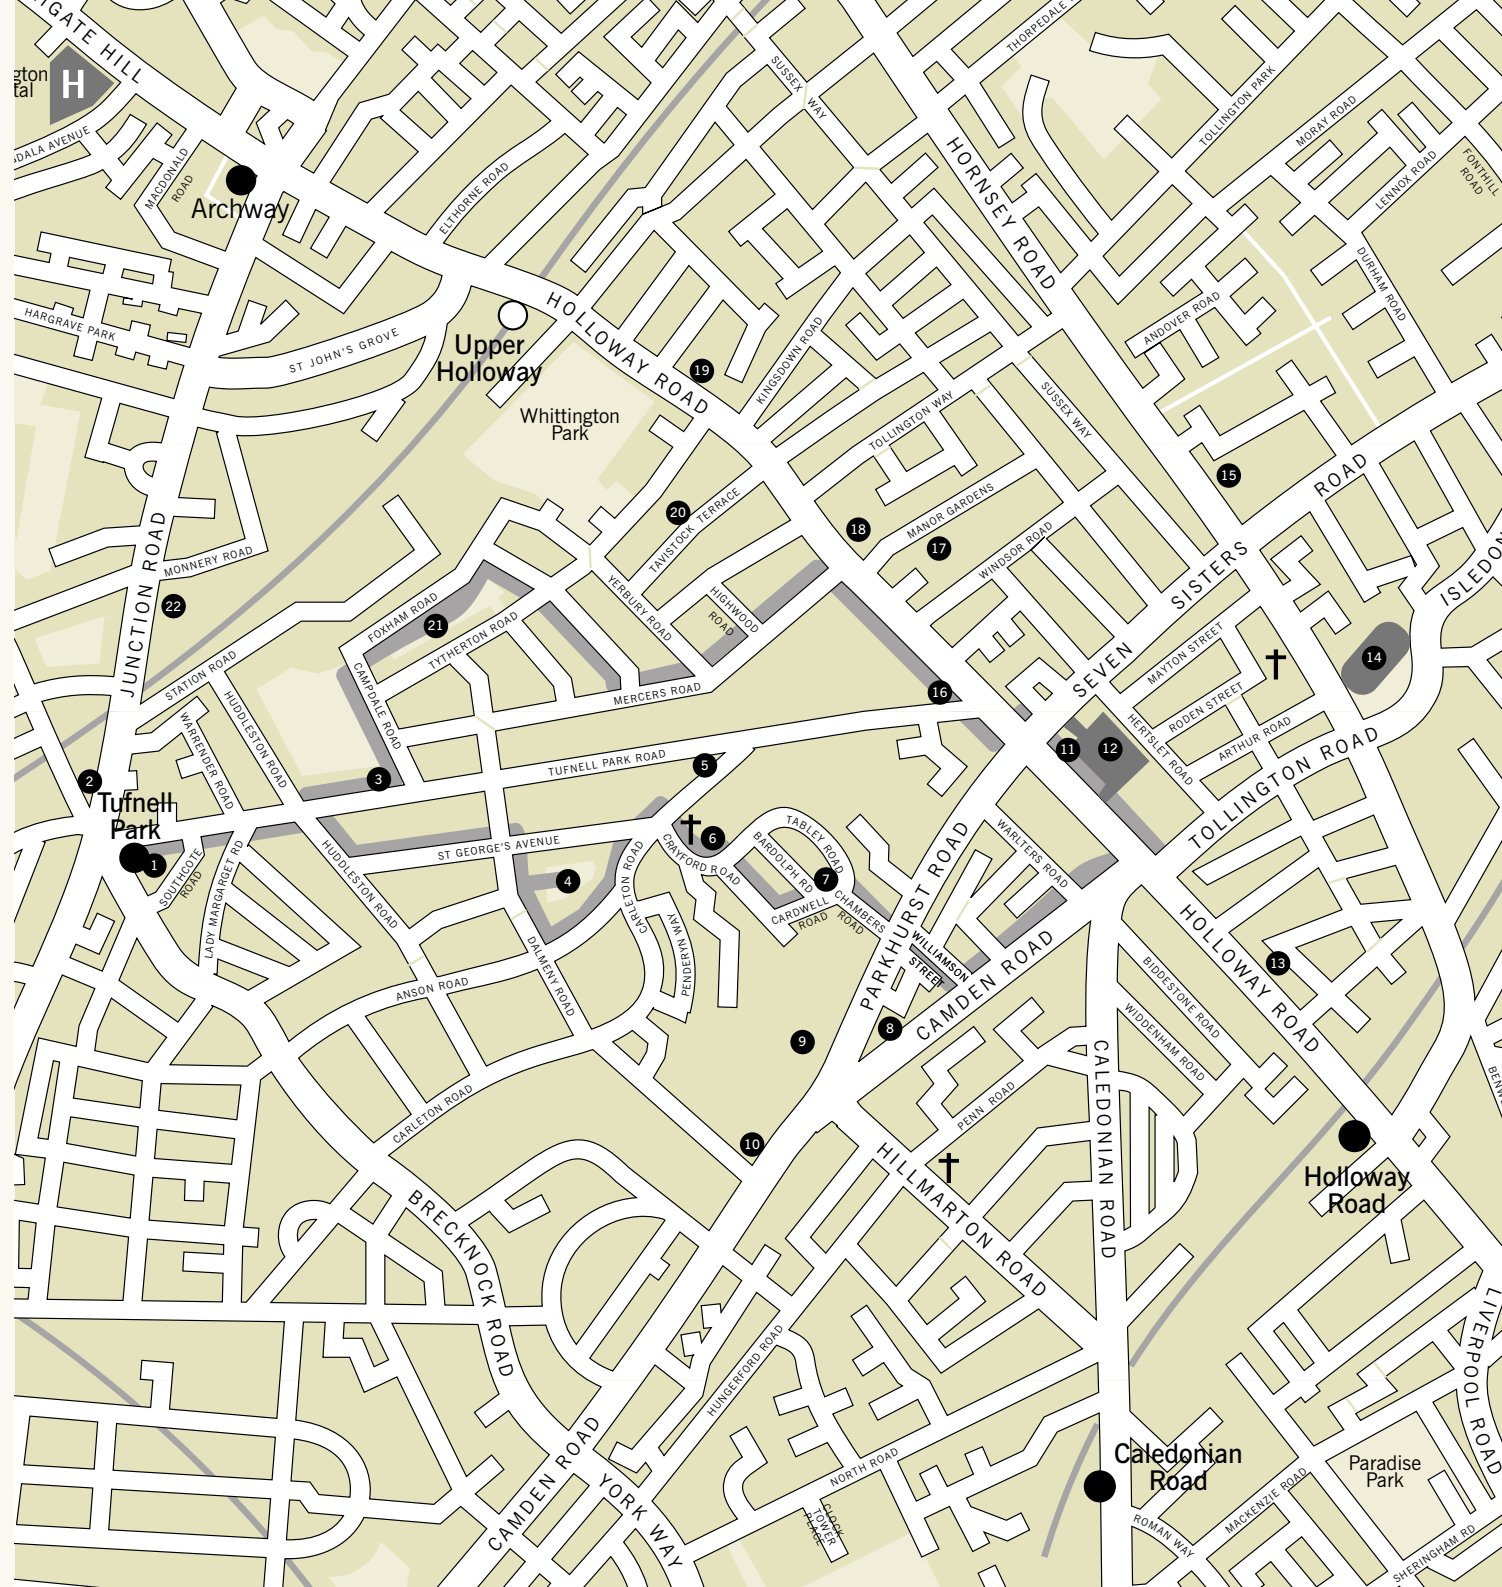 HIGATE HILL
gton
tal
H
GDALA AVENUE
MACDONALD
ROAD
Archway
HARGRAVE PARK
ST JOHN'S GROVE
ELTHORNE ROAD
Upper
Holloway
HOLLOWAY ROAD
Whittington
Park
SUSSEX WAY
THORPEDALE
HORNSEY ROAD
TOLLINGTON PARK
MORAY ROAD
LENNOX ROAD
FONTHILL
ROAD
DURHAM ROAD
ANDOVER ROAD
KINGSDOWN ROAD
19
TOLLINGTON WAY
SUSSEX WAY
15
ROAD
SISTERS
SEVEN
ISLEDON
MONNERY ROAD
JUNCTION ROAD
22
STATION ROAD
20
TAVISTOCK TERRACE
YERBURY ROAD
HIGHWOOD
ROAD
18
MANOR GARDENS
17
WINDSOR ROAD
FOXHAM ROAD
21
TYTHERTON ROAD
CAMPDALE ROAD
MERCERS ROAD
16
14
MAYTON STREET
RODEN STREET
HERTSLET ROAD
ARTHUR ROAD
TOLLINGTON ROAD
11
12
HUDDLESTON ROAD
WARRENDER ROAD
2
Tufnell
Park
1
3
TUFNELL PARK ROAD
5
SOUTHCOTE
ROAD
LADY MARGARET RD
HUDDLESTON ROAD
ST GEORGE'S AVENUE
4
CARLETON ROAD
CRAYFORD ROAD
6
TABLEY ROAD
BARDOLPH RD
7
CARDWELL
ROAD
CHAMBERS
ROAD
PARKHURST ROAD
WARLTERS ROAD
WILLIAMSON
STREET
CAMDEN ROAD
8
HOLLOWAY ROAD
13
PENDERYN WAY
DALMENY ROAD
ANSON ROAD
9
BIDDESTONE ROAD
WIDDENHAM ROAD
CALEDONIAN ROAD
PENN ROAD
CARLETON ROAD
10
HILLMARTON ROAD
BENW
Holloway
Road
BRECKNOCK ROAD
HUNGERFORD ROAD
LIVERPOOL ROAD
CAMDEN ROAD
YORK WAY
NORTH ROAD
CLOCK
TOWER
PLACE
Caledonian
Road
ROMAN WAY
MACKENZIE ROAD
Paradise
Park
SHERINGHAM RD